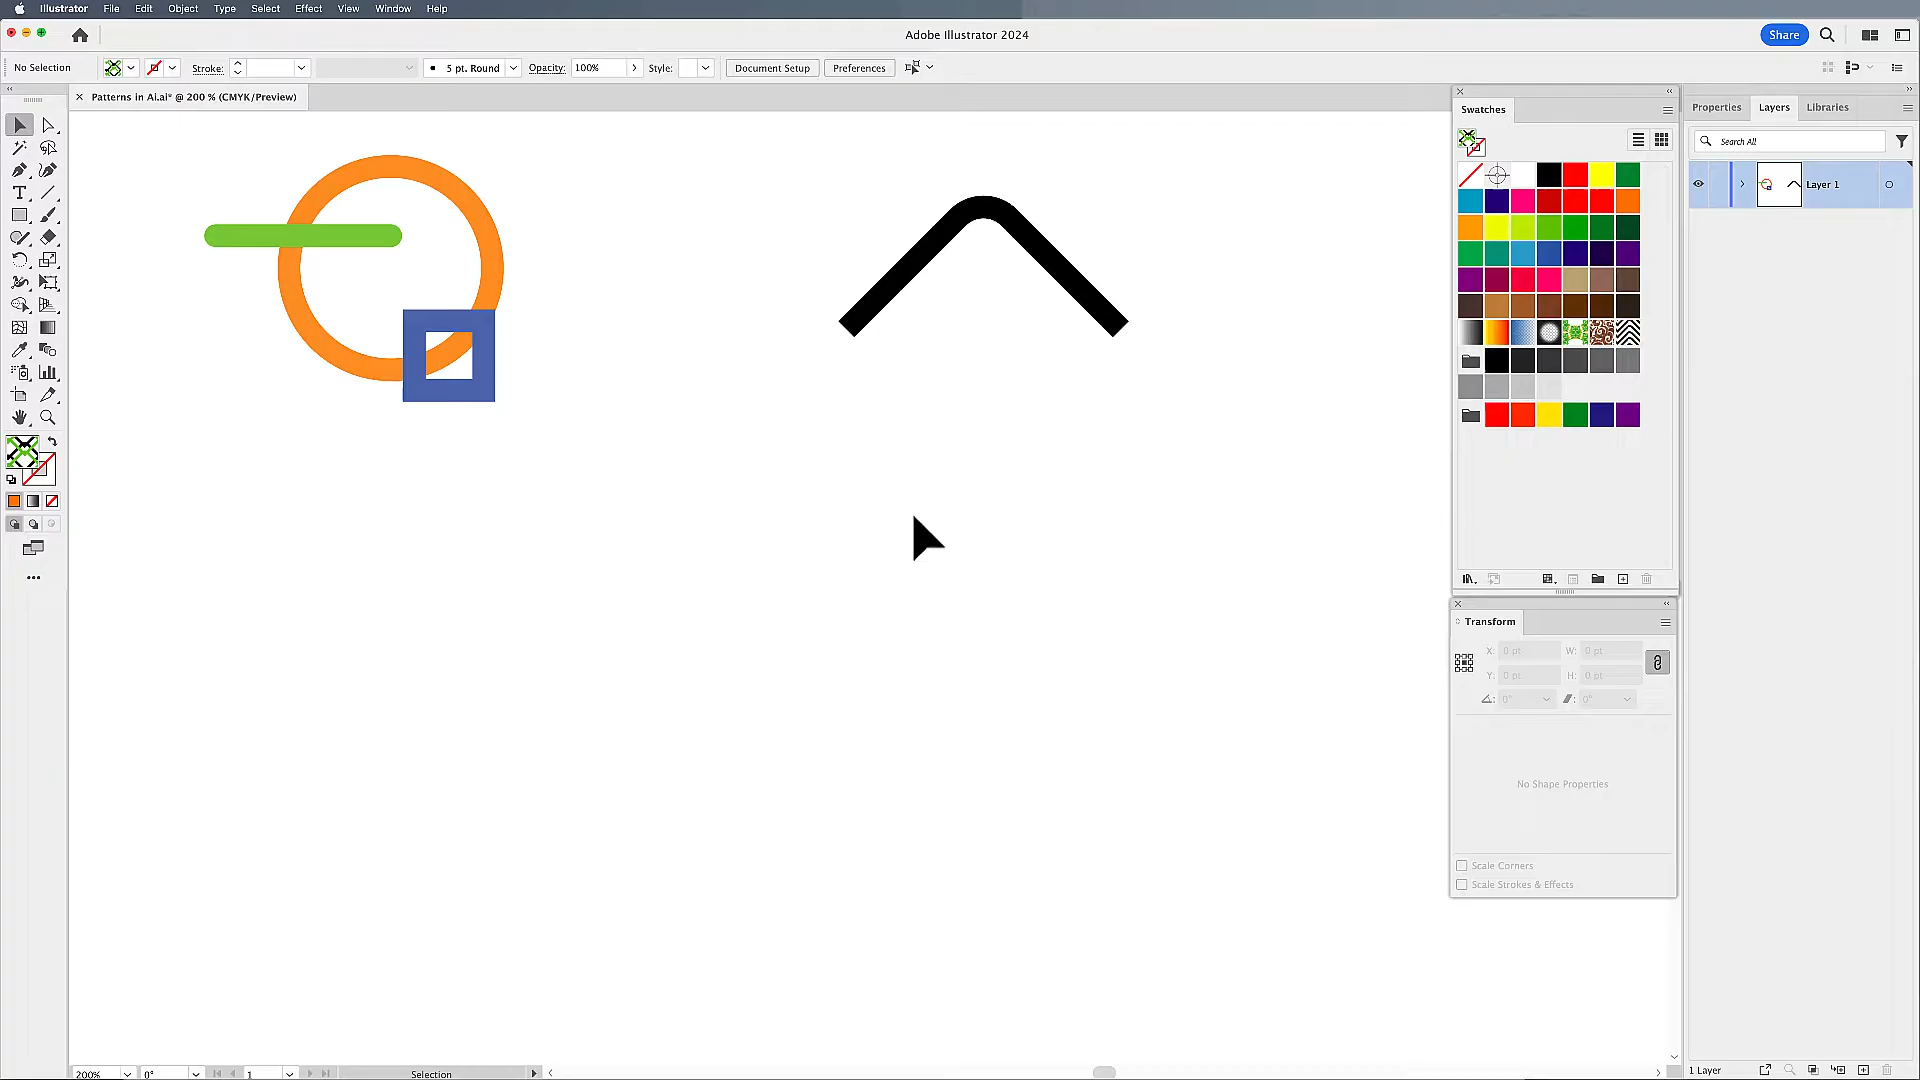 Illustrator File Edit Object Type Select Effect View Window Help
Adobe Illustrator 2024
Share
No Selection
Stroke:
5 pt. Round
Opacity: 100%
Style:
Document Setup
Preferences
Patterns in Ai.ai* @ 200 % (CMYK/Preview)
Swatches
Properties Layers Libraries
Search All
Layer 1
Transform
X: 0 pt W: 0 pt
Y: 0 pt H: 0 pt
0° 0°
No Shape Properties
Scale Corners
Scale Strokes & Effects
200% 0° 1 Selection
1 Layer